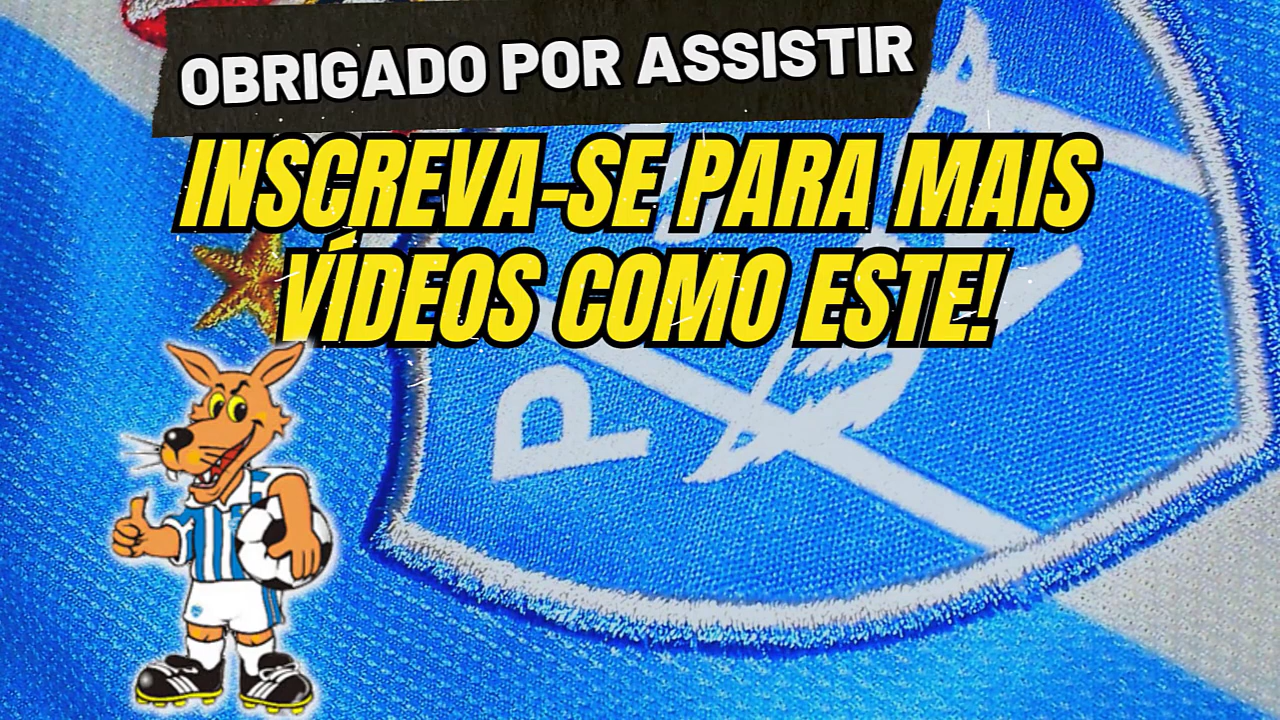 OBRIGADO POR ASSISTIR
INSCREVA-SE PARA MAIS
VÍDEOS COMO ESTE!
P